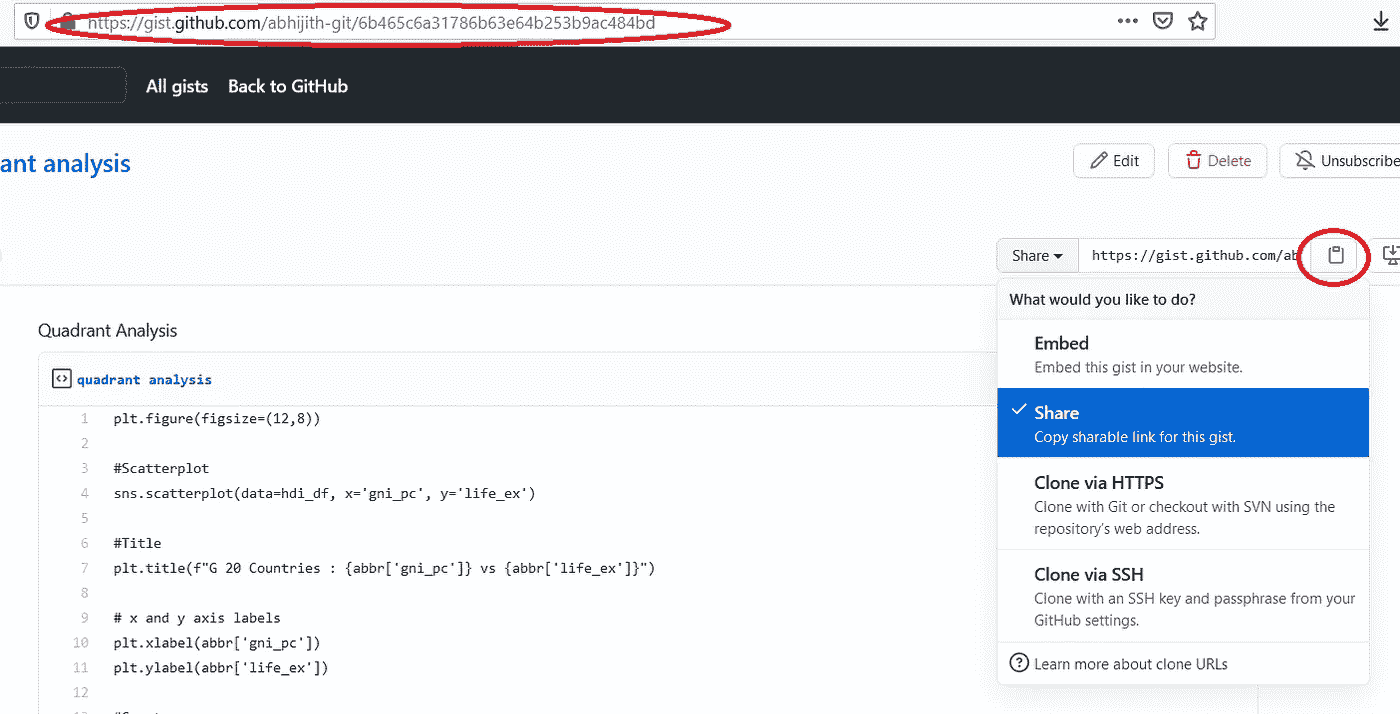 https://gist.github.com/abhijith-git/6b465c6a31786b63e64b253b9ac484bd
All gists Back to GitHub
ant analysis
Edit Delete Unsubscribe
Share https://gist.github.com/ab
What would you like to do?
Embed
Embed this gist in your website.
Share
Copy sharable link for this gist.
Clone via HTTPS
Clone with Git or checkout with SVN using the
repository's web address.
Clone via SSH
Clone with an SSH key and passphrase from your
GitHub settings.
Learn more about clone URLs
Quadrant Analysis
quadrant analysis
1 plt.figure(figsize=(12,8))
2
3 #Scatterplot
4 sns.scatterplot(data=hdi_df, x='gni_pc', y='life_ex')
5
6 #Title
7 plt.title(f"G 20 Countries : {abbr['gni_pc']} vs {abbr['life_ex']}")
8
9 # x and y axis labels
10 plt.xlabel(abbr['gni_pc'])
11 plt.ylabel(abbr['life_ex'])
12